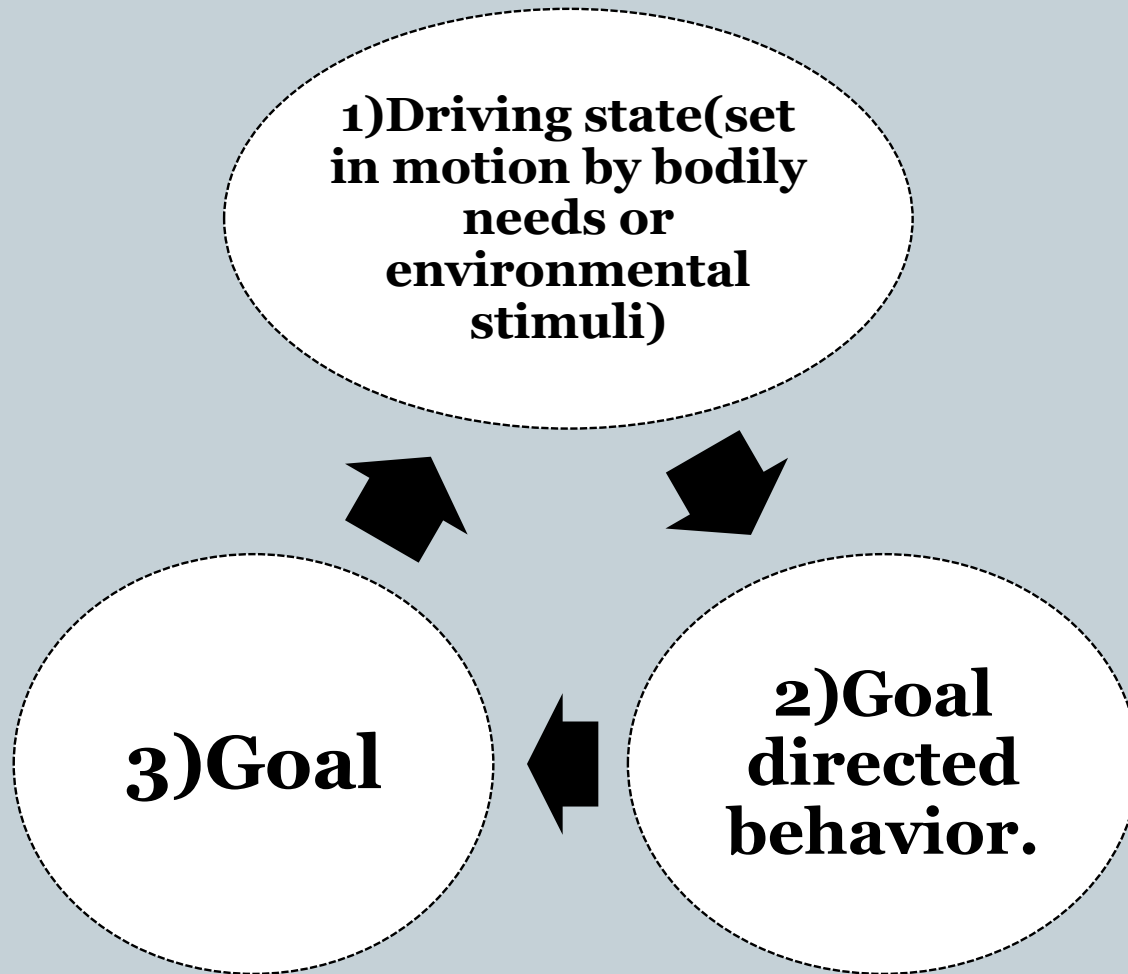 1)Driving state(set
in motion by bodily
needs or
environmental
stimuli)
2)Goal
directed
behavior.
3)Goal